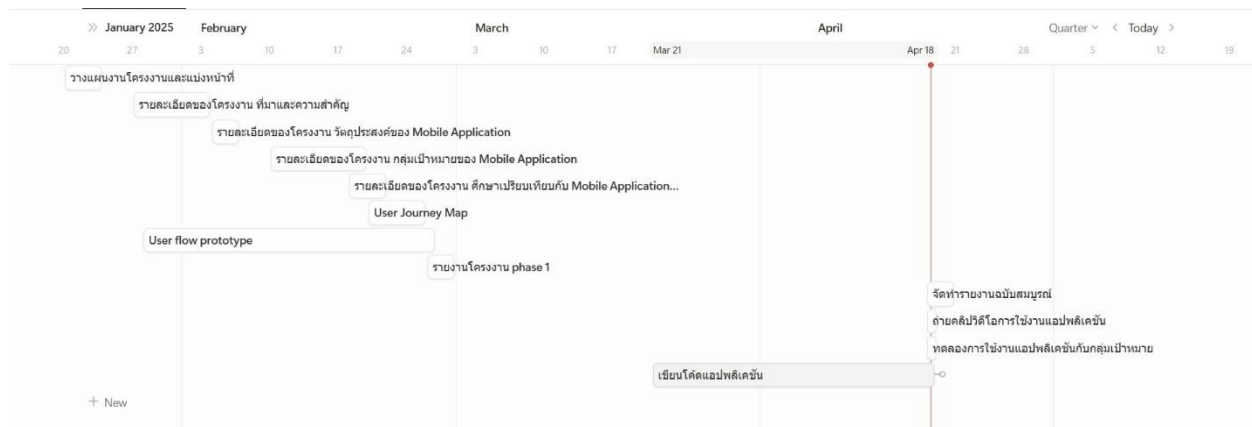 January 2025 February March April Quarter Today
20 27 3 10 17 24 3 10 17 Mar 21 Apr 18 21 28 5 12 19
วางแผนงานโครงงานและแบ่งหน้าที่
รายละเอียดของโครงงาน ที่มาและความสำคัญ
รายละเอียดของโครงงาน วัตถุประสงค์ของ Mobile Application
รายละเอียดของโครงงาน กลุ่มเป้าหมายของ Mobile Application
รายละเอียดของโครงงาน ศึกษาเปรียบเทียบกับ Mobile Application...
User Journey Map
User flow prototype
รายงานโครงงาน phase 1
จัดทำรายงานฉบับสมบูรณ์
ถ่ายคลิปวิดีโอการใช้งานแอปพลิเคชัน
ทดลองการใช้งานแอปพลิเคชันกับกลุ่มเป้าหมาย
เขียนโค้ดแอปพลิเคชัน
+ New